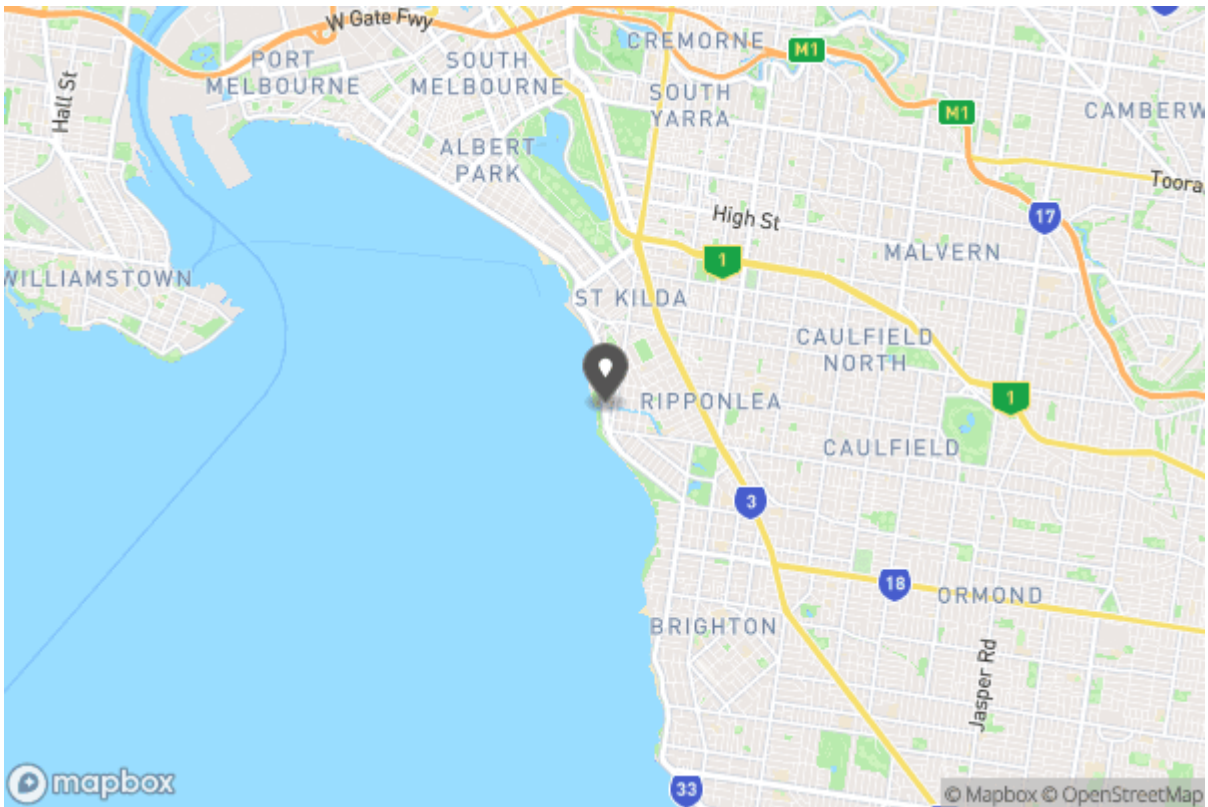 W Gate Fwy
CREMORNE
M1
PORT
MELBOURNE
SOUTH
MELBOURNE
Hall St
SOUTH
YARRA
M1
CAMBERW
ALBERT
PARK
Toora
High St
17
MALVERN
1
WILLIAMSTOWN
ST KILDA
CAULFIELD
NORTH
RIPPONLEA
1
CAULFIELD
3
18
ORMOND
BRIGHTON
Jasper Rd
mapbox
33
© Mapbox © OpenStreetMap